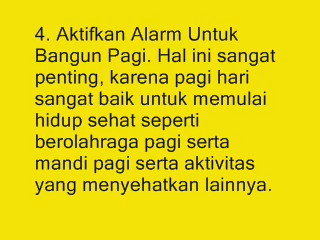 4. Aktifkan Alarm Untuk
Bangun Pagi. Hal ini sangat
penting, karena pagi hari
sangat baik untuk memulai
hidup sehat seperti
berolahraga pagi serta
mandi pagi serta aktivitas
yang menyehatkan lainnya.